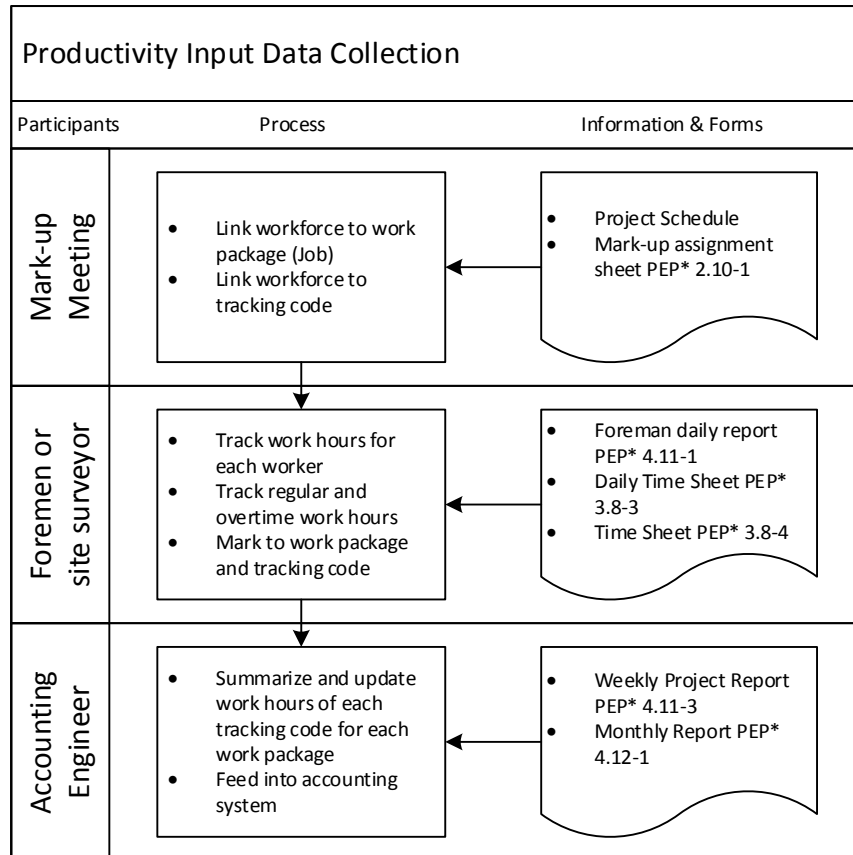 Productivity Input Data Collection
Participants
Process
Information & Forms
Mark-up
Meeting
• Link workforce to work
package (Job)
• Link workforce to
tracking code
• Project Schedule
• Mark-up assignment
sheet PEP* 2.10-1
Foremen or
site surveyor
• Track work hours for
each worker
• Track regular and
overtime work hours
• Mark to work package
and tracking code
• Foreman daily report
PEP* 4.11-1
• Daily Time Sheet PEP*
3.8-3
• Time Sheet PEP* 3.8-4
Accounting
Engineer
• Summarize and update
work hours of each
tracking code for each
work package
• Feed into accounting
system
• Weekly Project Report
PEP* 4.11-3
• Monthly Report PEP*
4.12-1